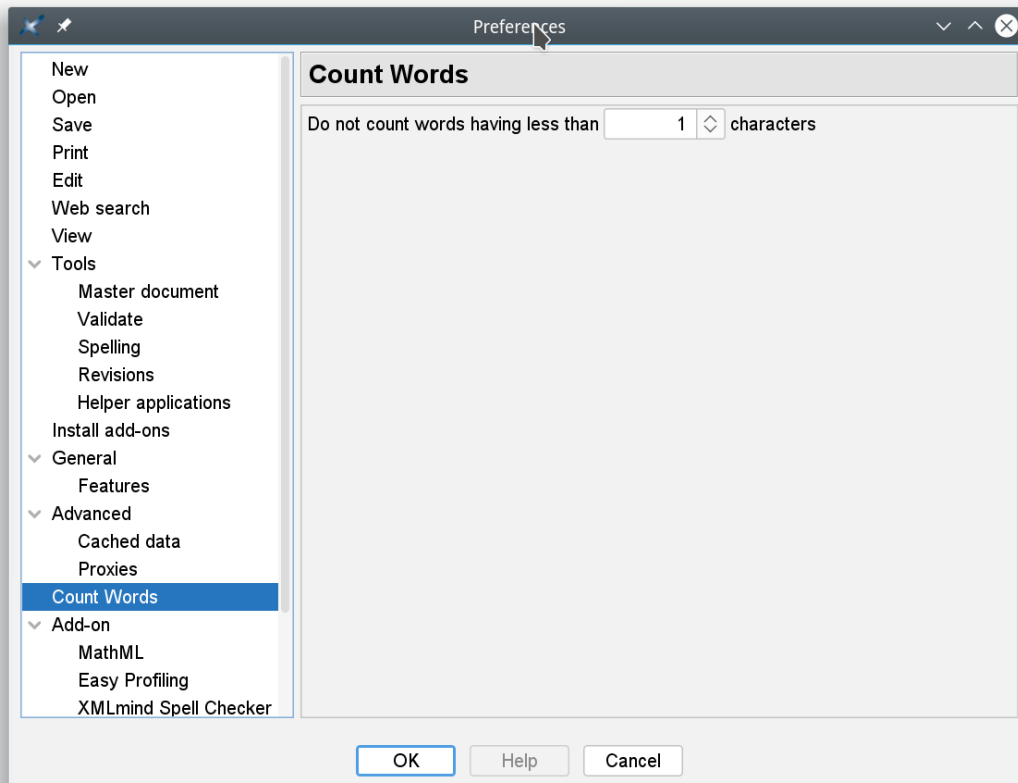 Preferences
New
Open
Save
Print
Edit
Web search
View
Tools
Master document
Validate
Spelling
Revisions
Helper applications
Install add-ons
General
Features
Advanced
Cached data
Proxies
Count Words
Add-on
MathML
Easy Profiling
XMLmind Spell Checker
Count Words
Do not count words having less than 1 characters
OK Help Cancel